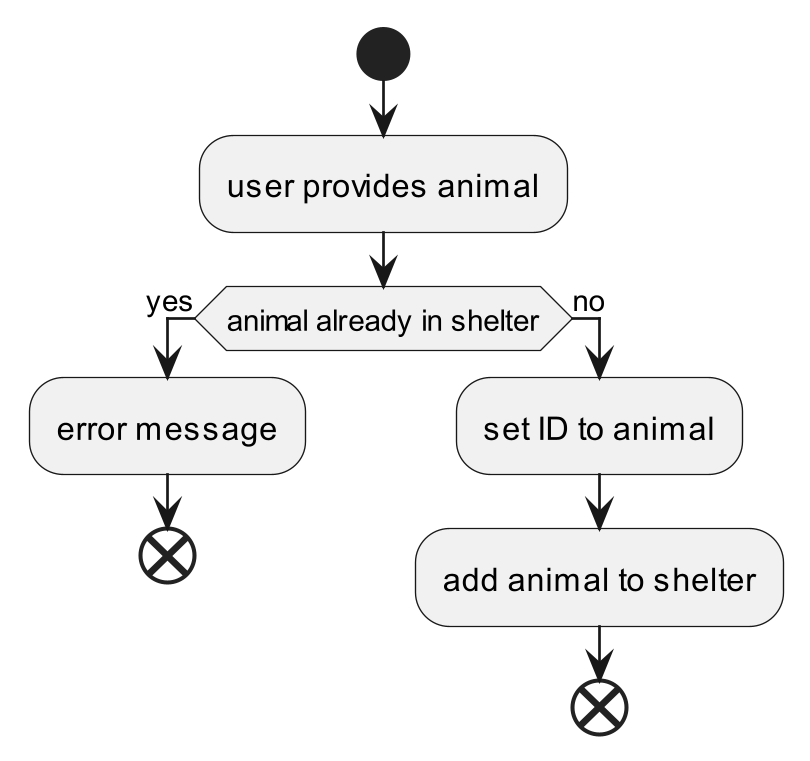 user provides animal
yes
animal already in shelter
no
error message
set ID to animal
add animal to shelter